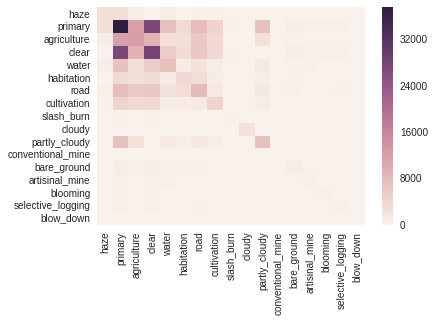 haze
primary
agriculture
clear
water
habitation
road
cultivation
slash_burn
cloudy
partly_cloudy
conventional_mine
bare_ground
artisinal_mine
blooming
selective_logging
blow_down
haze
primary
agriculture
clear
water
habitation
road
cultivation
slash_burn
cloudy
partly_cloudy
conventional_mine
bare_ground
artisinal_mine
blooming
selective_logging
blow_down
32000
24000
16000
8000
0